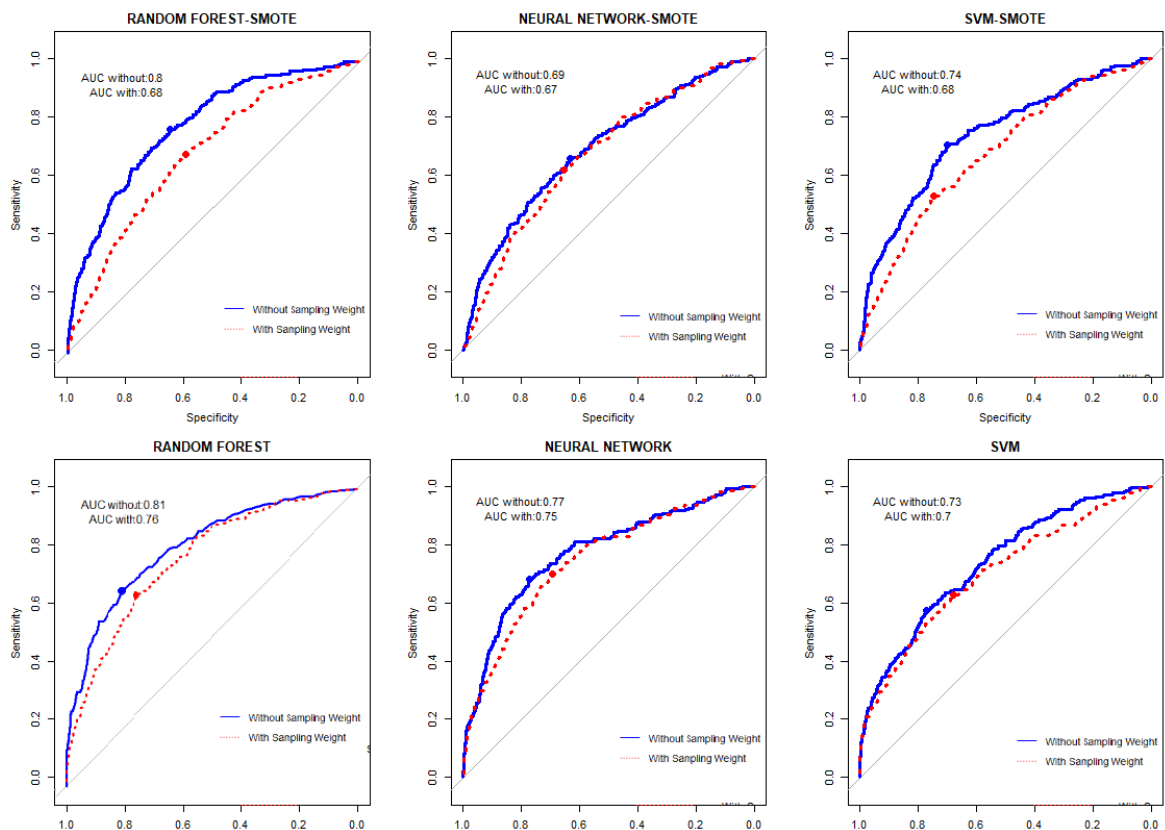 RANDOM FOREST-SMOTE
AUC without:0.8
AUC with:0.68
Sensitivity
0.0 0.2 0.4 0.6 0.8 1.0
Without Sampling Weight
With Sampling Weight
1.0 0.8 0.6 0.4 0.2 0.0
Specificity
NEURAL NETWORK-SMOTE
AUC without:0.69
AUC with:0.67
Sensitivity
0.0 0.2 0.4 0.6 0.8 1.0
Without Sampling Weight
With Sampling Weight
1.0 0.8 0.6 0.4 0.2 0.0
Specificity
SVM-SMOTE
AUC without:0.74
AUC with:0.68
Sensitivity
0.0 0.2 0.4 0.6 0.8 1.0
Without Sampling Weight
With Sampling Weight
1.0 0.8 0.6 0.4 0.2 0.0
Specificity
RANDOM FOREST
AUC without:0.81
AUC with:0.76
Sensitivity
0.0 0.2 0.4 0.6 0.8 1.0
Without Sampling Weight
With Sampling Weight
1.0 0.8 0.6 0.4 0.2 0.0
NEURAL NETWORK
AUC without:0.77
AUC with:0.75
Sensitivity
0.0 0.2 0.4 0.6 0.8 1.0
Without Sampling Weight
With Sampling Weight
1.0 0.8 0.6 0.4 0.2 0.0
SVM
AUC without:0.73
AUC with:0.7
Sensitivity
0.0 0.2 0.4 0.6 0.8 1.0
Without Sampling Weight
With Sampling Weight
1.0 0.8 0.6 0.4 0.2 0.0